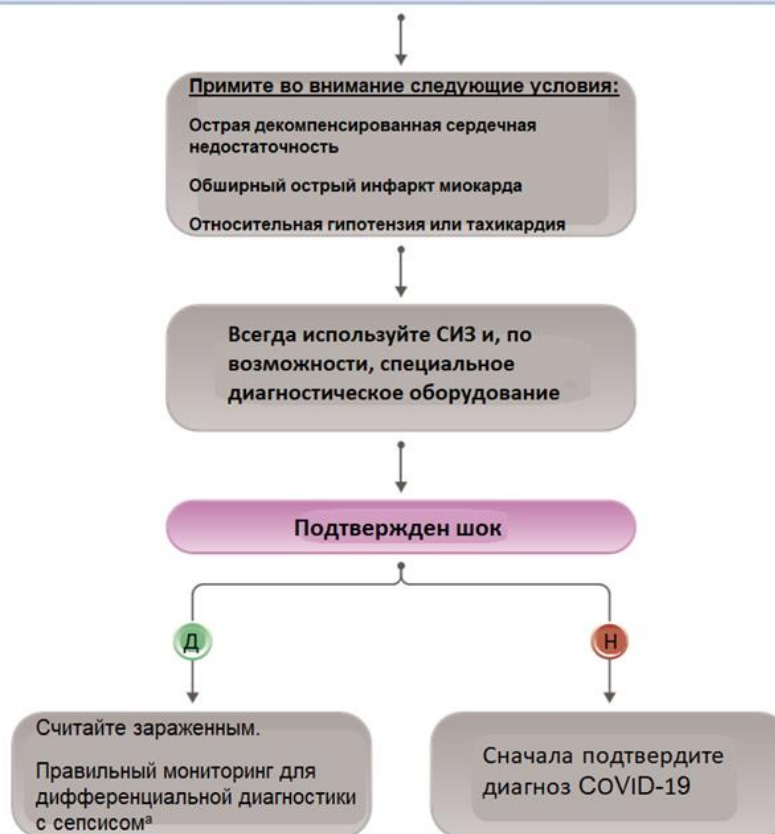 Примите во внимание следующие условия:
Острая декомпенсированная сердечная
недостаточность
Обширный острый инфаркт миокарда
Относительная гипотензия или тахикардия
Всегда используйте СИЗ и, по
возможности, специальное
диагностическое оборудование
Подтвержден шок
Д
Н
Считайте зараженным.
Правильный мониторинг для
дифференциальной диагностики
с сепсисомª
Сначала подтвердите
диагноз COVID-19